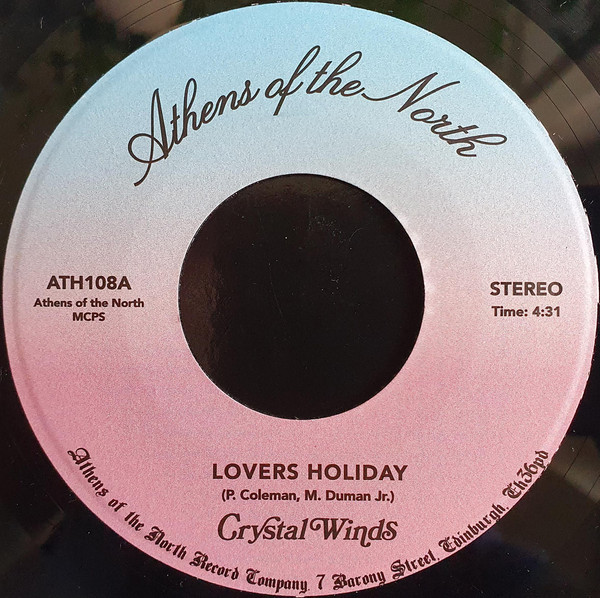 Athens of the North
ATH108A
Athens of the North
MCPS
STEREO
Time: 4:31
LOVERS HOLIDAY
(P. Coleman, M. Duman Jr.)
Crystal Winds
Athens of the North Record Company, 7 Barony Street, Edinburgh, Eh36pd